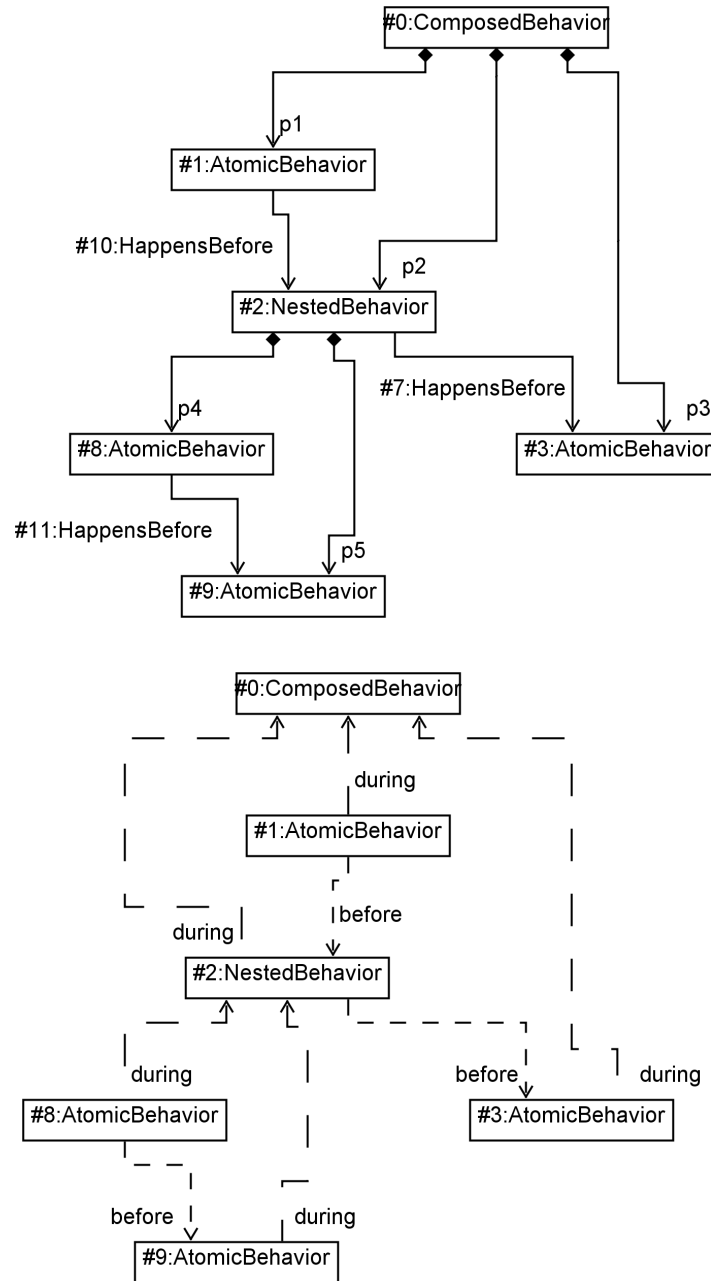 #0:ComposedBehavior
p1
#1:AtomicBehavior
#10:HappensBefore
p2
#2:NestedBehavior
#7:HappensBefore
p4
p3
#8:AtomicBehavior
#3:AtomicBehavior
#11:HappensBefore
p5
#9:AtomicBehavior
#0:ComposedBehavior
during
#1:AtomicBehavior
before
during
#2:NestedBehavior
during
before
during
#8:AtomicBehavior
#3:AtomicBehavior
before
during
#9:AtomicBehavior